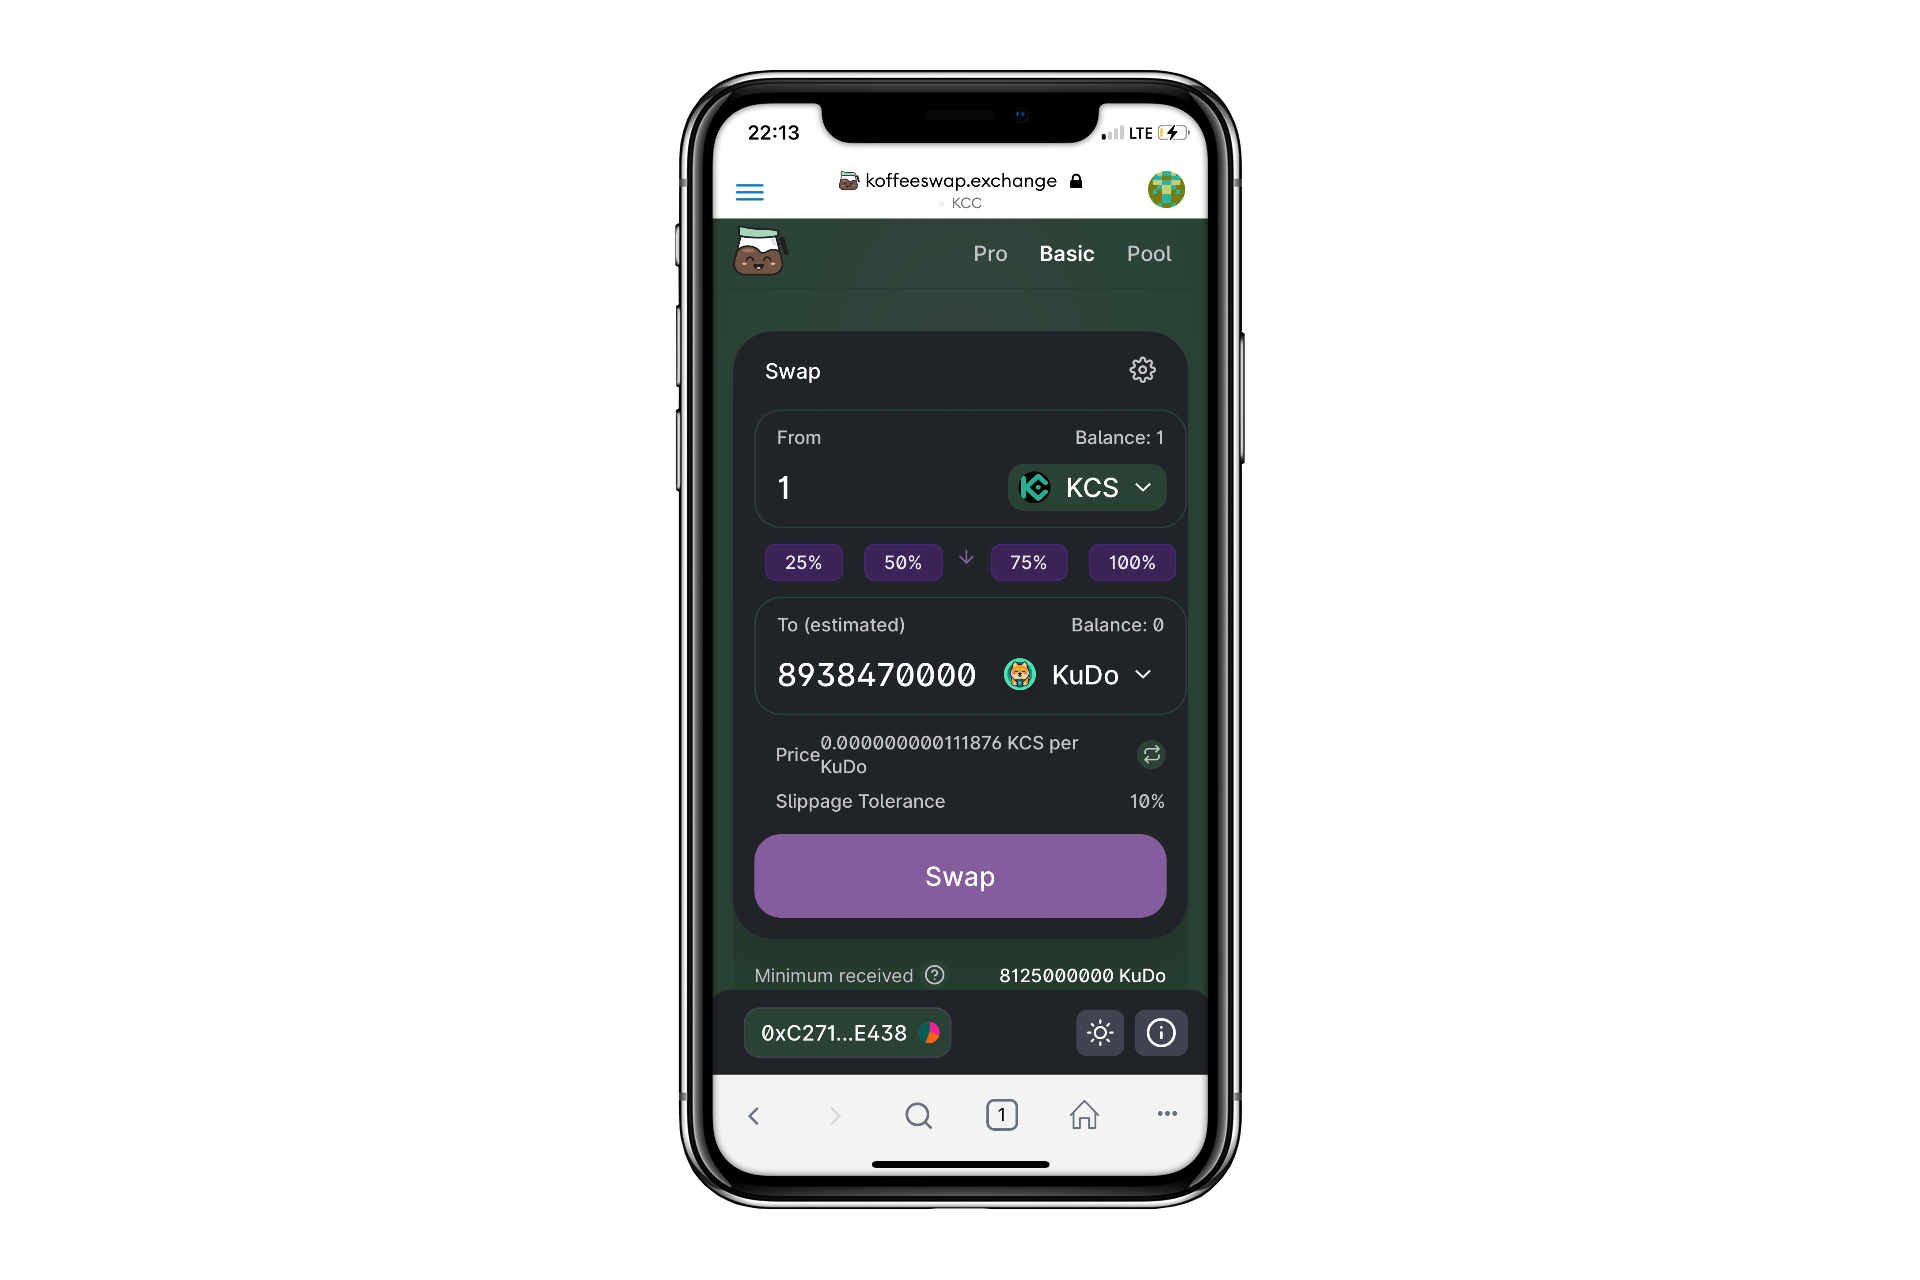 22:13
LTE
koffeeswap.exchange
KCC
Pro Basic Pool
Swap
From Balance: 1
1 KCS
25% 50% 75% 100%
To (estimated) Balance: 0
8938470000 KuDo
Price 0.000000000111876 KCS per
KuDo
Slippage Tolerance 10%
Swap
Minimum received 8125000000 KuDo
0xC271...E438
1